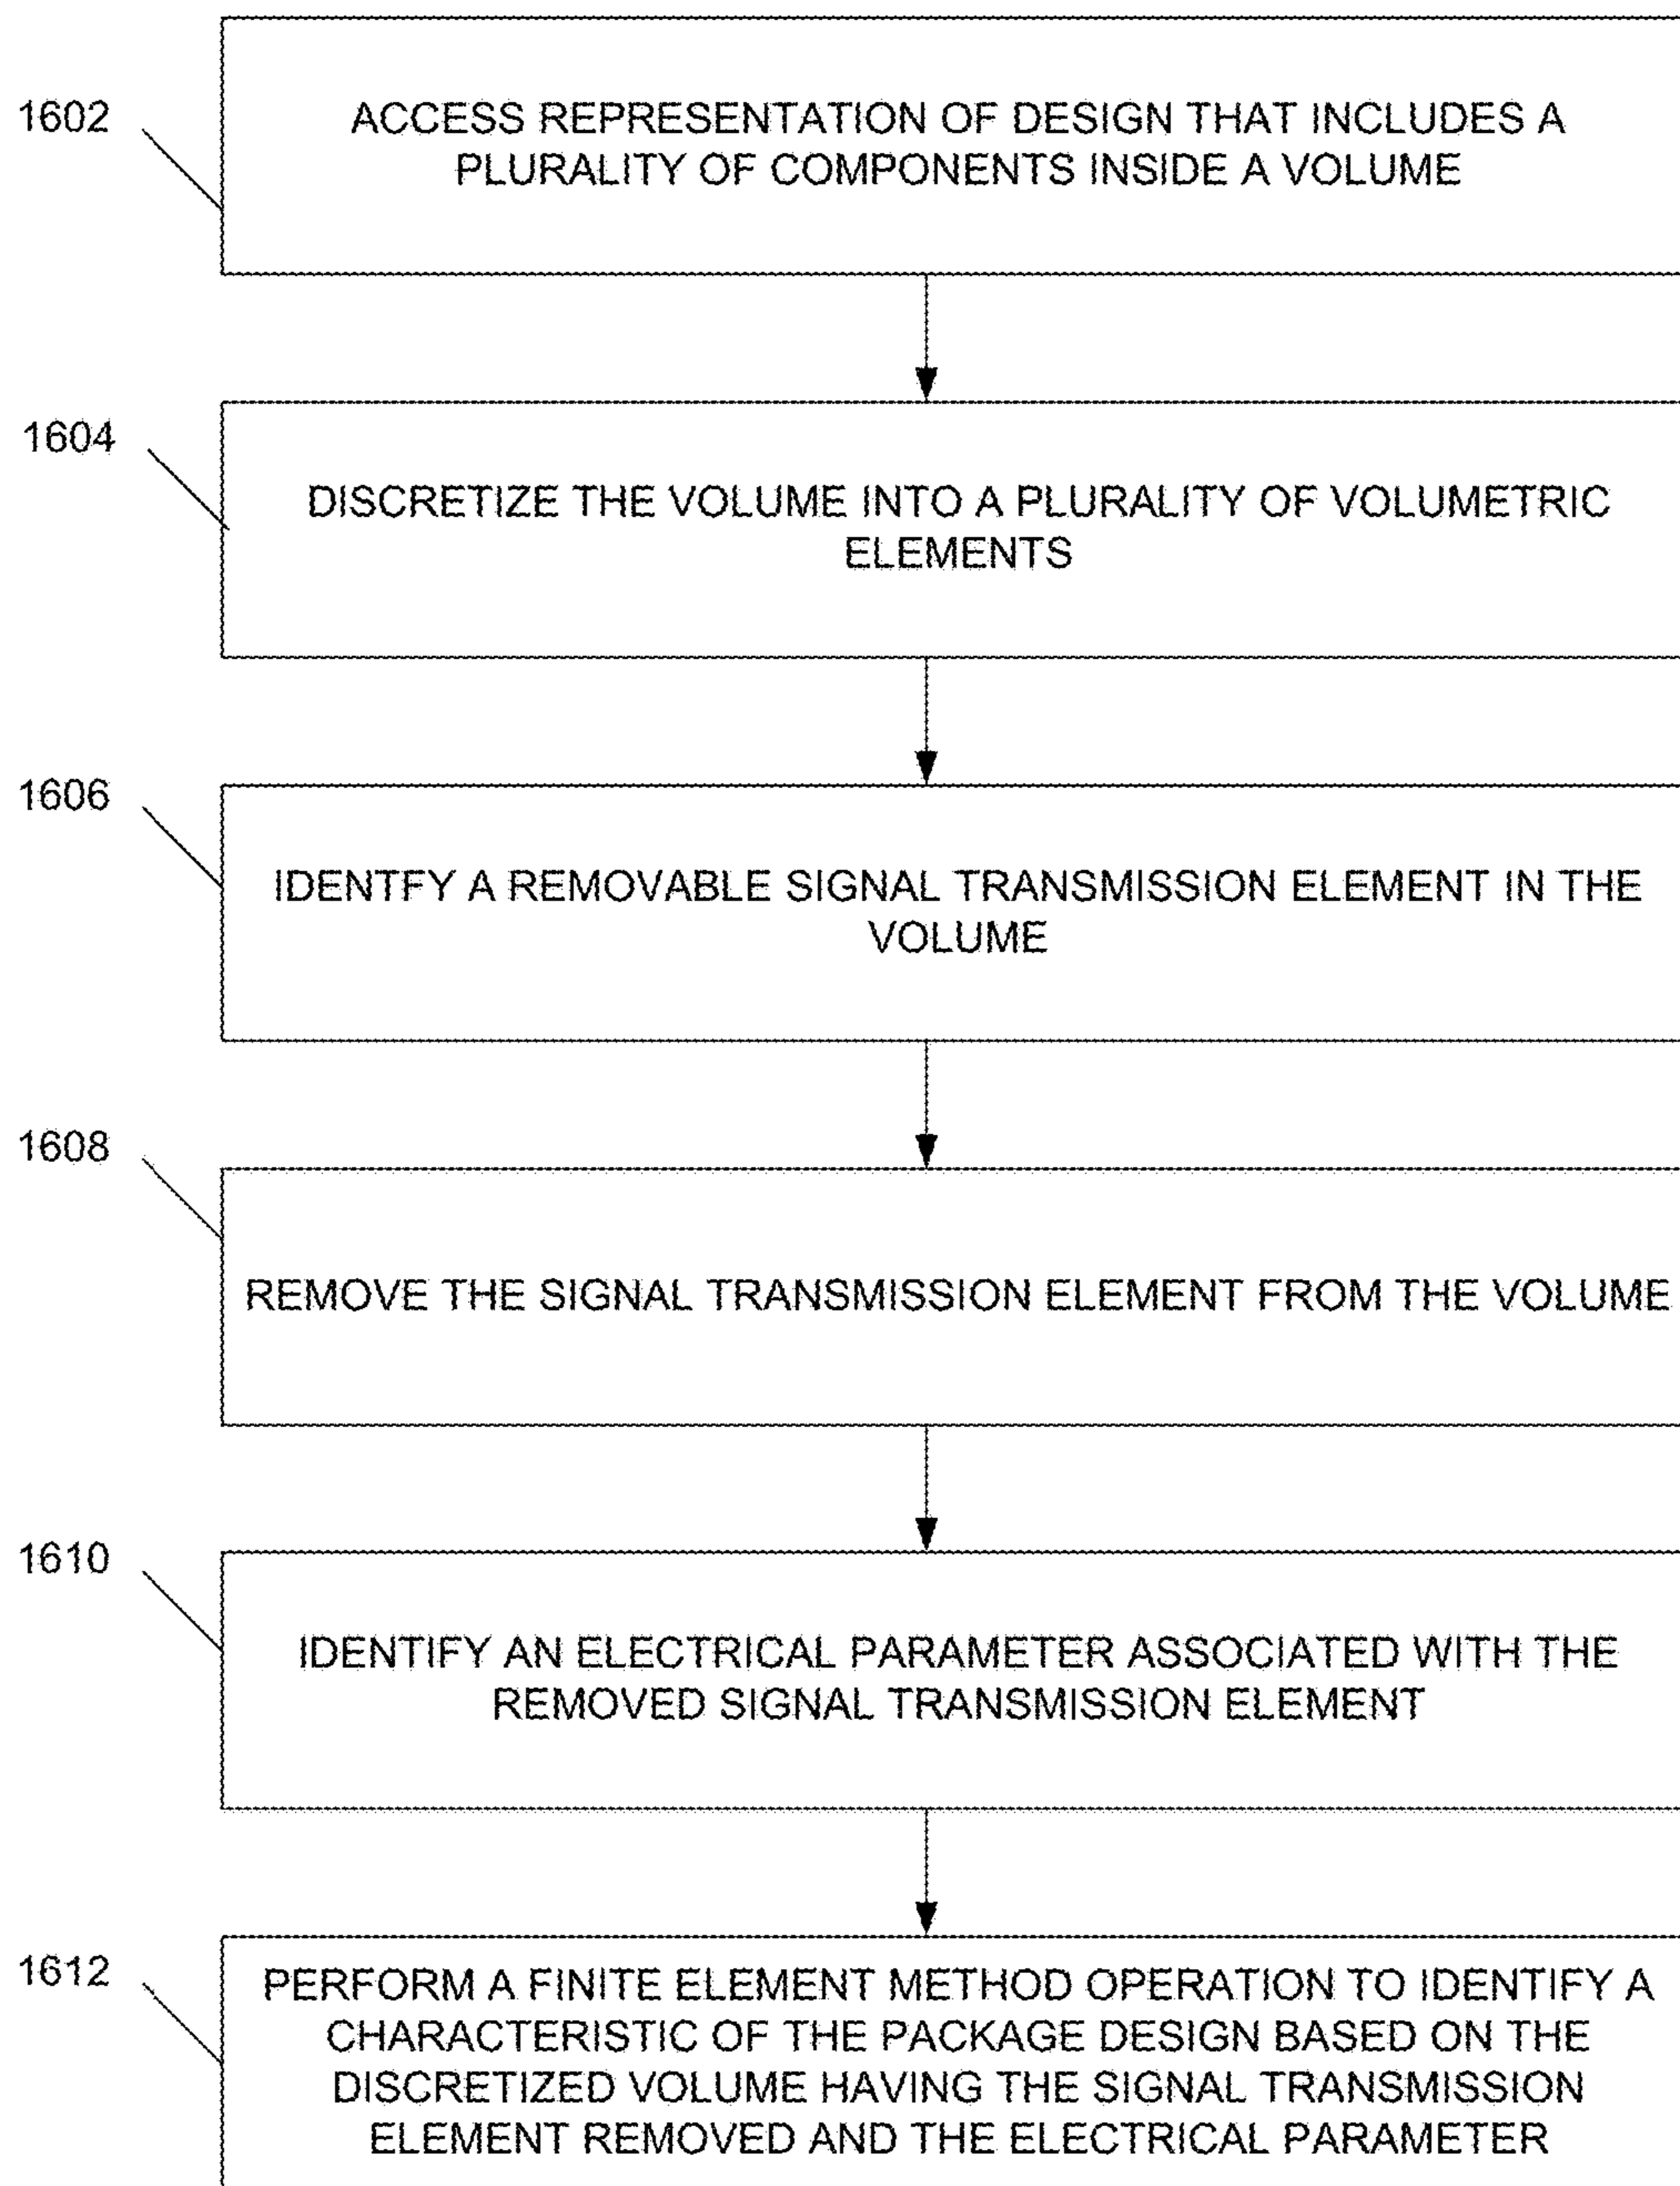 1602
ACCESS REPRESENTATION OF DESIGN THAT INCLUDES A
PLURALITY OF COMPONENTS INSIDE A VOLUME
1604
DISCRETIZE THE VOLUME INTO A PLURALITY OF VOLUMETRIC
ELEMENTS
1606
IDENTFY A REMOVABLE SIGNAL TRANSMISSION ELEMENT IN THE
VOLUME
1608
REMOVE THE SIGNAL TRANSMISSION ELEMENT FROM THE VOLUME
1610
IDENTIFY AN ELECTRICAL PARAMETER ASSOCIATED WITH THE
REMOVED SIGNAL TRANSMISSION ELEMENT
1612
PERFORM A FINITE ELEMENT METHOD OPERATION TO IDENTIFY A
CHARACTERISTIC OF THE PACKAGE DESIGN BASED ON THE
DISCRETIZED VOLUME HAVING THE SIGNAL TRANSMISSION
ELEMENT REMOVED AND THE ELECTRICAL PARAMETER